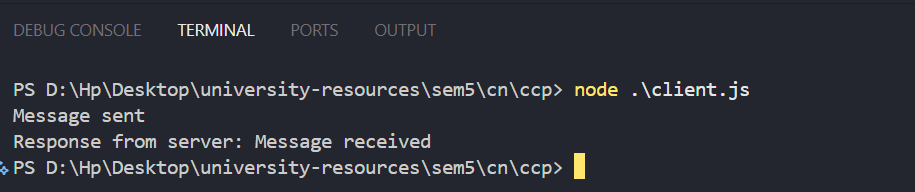 DEBUG CONSOLE TERMINAL PORTS OUTPUT
PS D:\Hp\Desktop\university-resources\sem5\cn\ccp> node .\client.js
Message sent
Response from server: Message received
PS D:\Hp\Desktop\university-resources\sem5\cn\ccp>